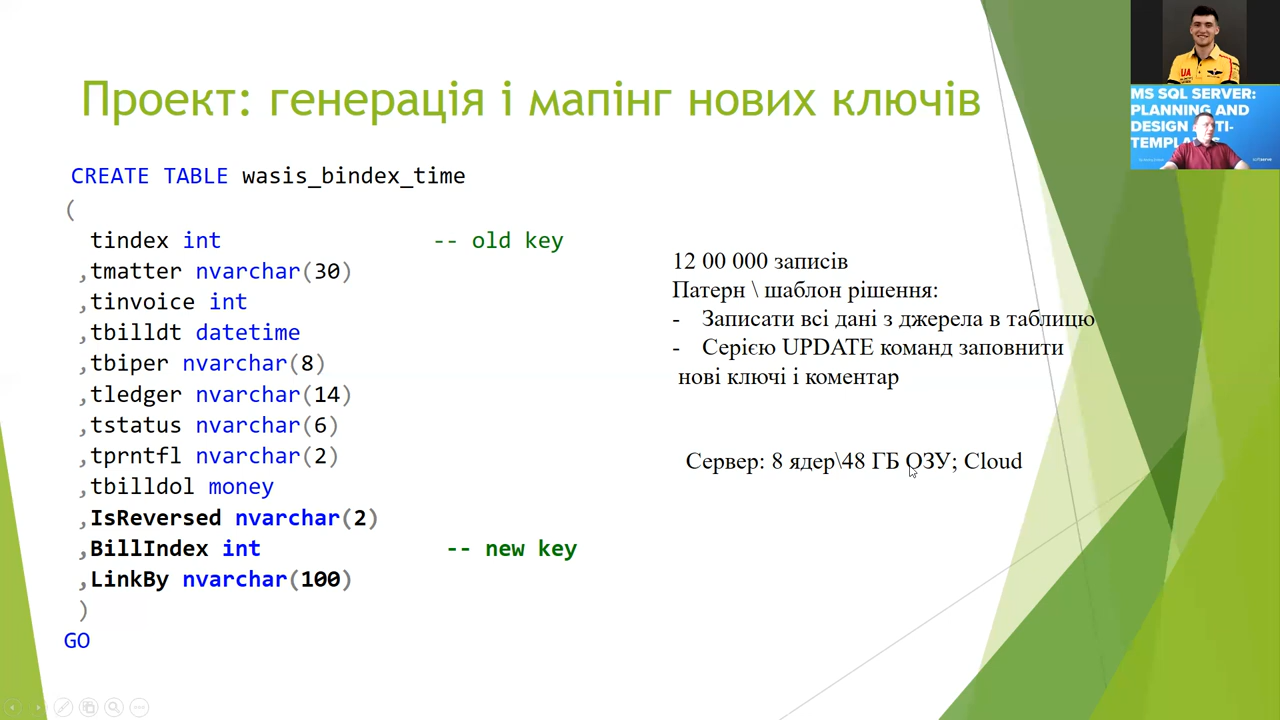 Проект: генерація і мапінг нових ключів
CREATE TABLE wasis_bindex_time
(
tindex int -- old key
,tmatter nvarchar(30)
,tinvoice int
,tbilldt datetime
,tbiper nvarchar(8)
,tledger nvarchar(14)
,tstatus nvarchar(6)
,tprntfl nvarchar(2)
,tbilldol money
,IsReversed nvarchar(2)
,BillIndex int -- new key
,LinkBy nvarchar(100)
)
GO
12 00 000 записів
Патерн \ шаблон рішення:
- Записати всі дані з джерела в таблицю
- Серією UPDATE команд заповнити
нові ключі і коментар
Сервер: 8 ядер\48 ГБ ОЗУ; Cloud
UA
MS SQL SERVER:
PLANNING AND
DESIGN